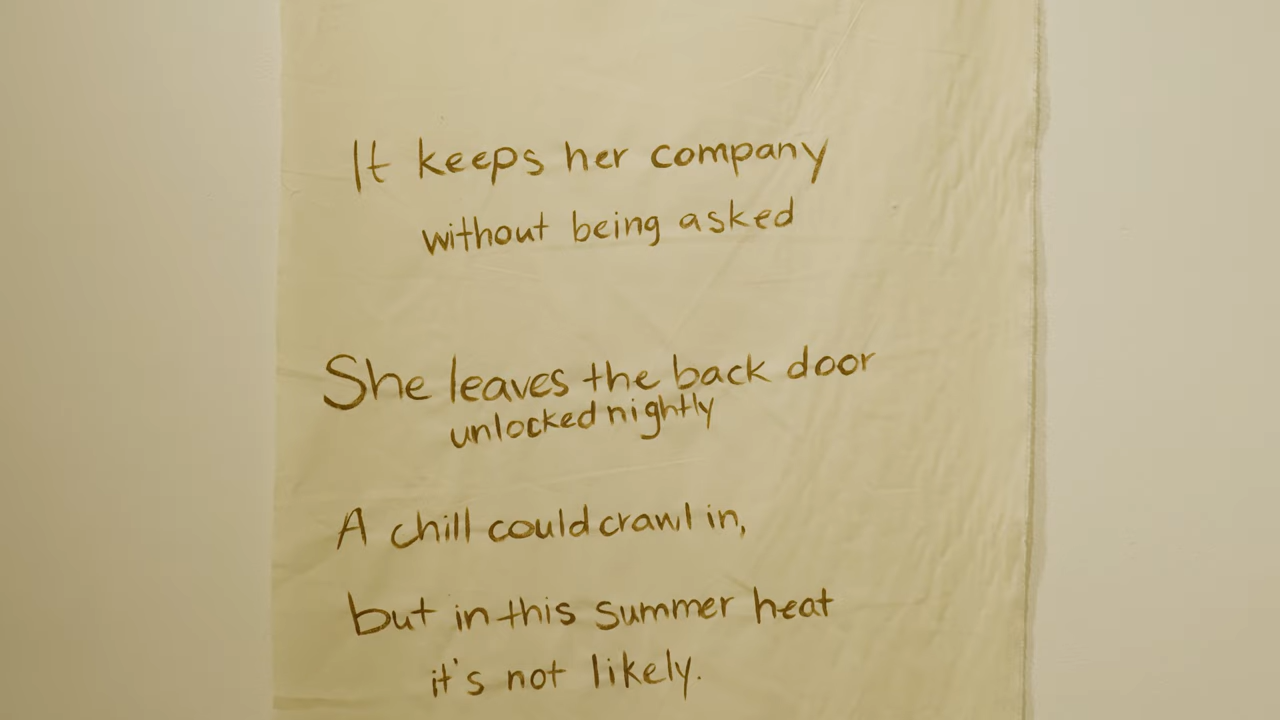 It keeps her company
without being asked
She leaves the back door
unlocked nightly
A chill could crawl in,
but in this summer heat
it's not likely.